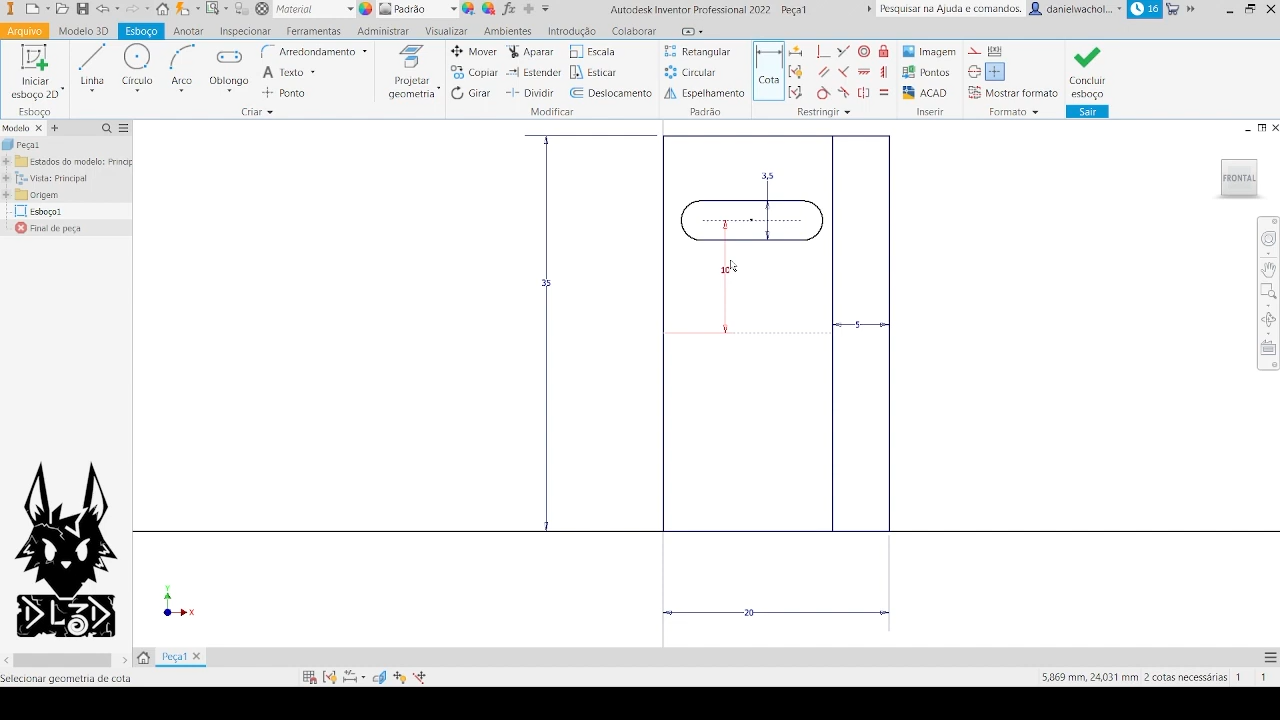 Material
Padrão
fx
Autodesk Inventor Professional 2022 Peça1
Pesquisar na Ajuda e comandos.
danielwachol...
16
Arquivo
Modelo 3D
Esboço
Anotar
Inspecionar
Ferramentas
Administrar
Visualizar
Ambientes
Introdução
Colaborar
Iniciar
esboço 2D
Linha
Círculo
Arco
Oblongo
Arredondamento
Texto
Ponto
Projetar
geometria
Mover
Copiar
Girar
Aparar
Estender
Dividir
Escala
Esticar
Deslocamento
Retangular
Circular
Espelhamento
Cota
Imagem
Pontos
ACAD
Mostrar formato
Concluir
esboço
Esboço
Criar
Modificar
Padrão
Restringir
Inserir
Formato
Sair
Modelo
Peça1
Estados do modelo: Princip
Vista: Principal
Origem
Esboço1
Final de peça
FRONTAL
3,5
10
35
5
20
Y
X
DL3D
Peça1
Selecionar geometria de cota
5,869 mm, 24,031 mm
2 cotas necessárias
1
1